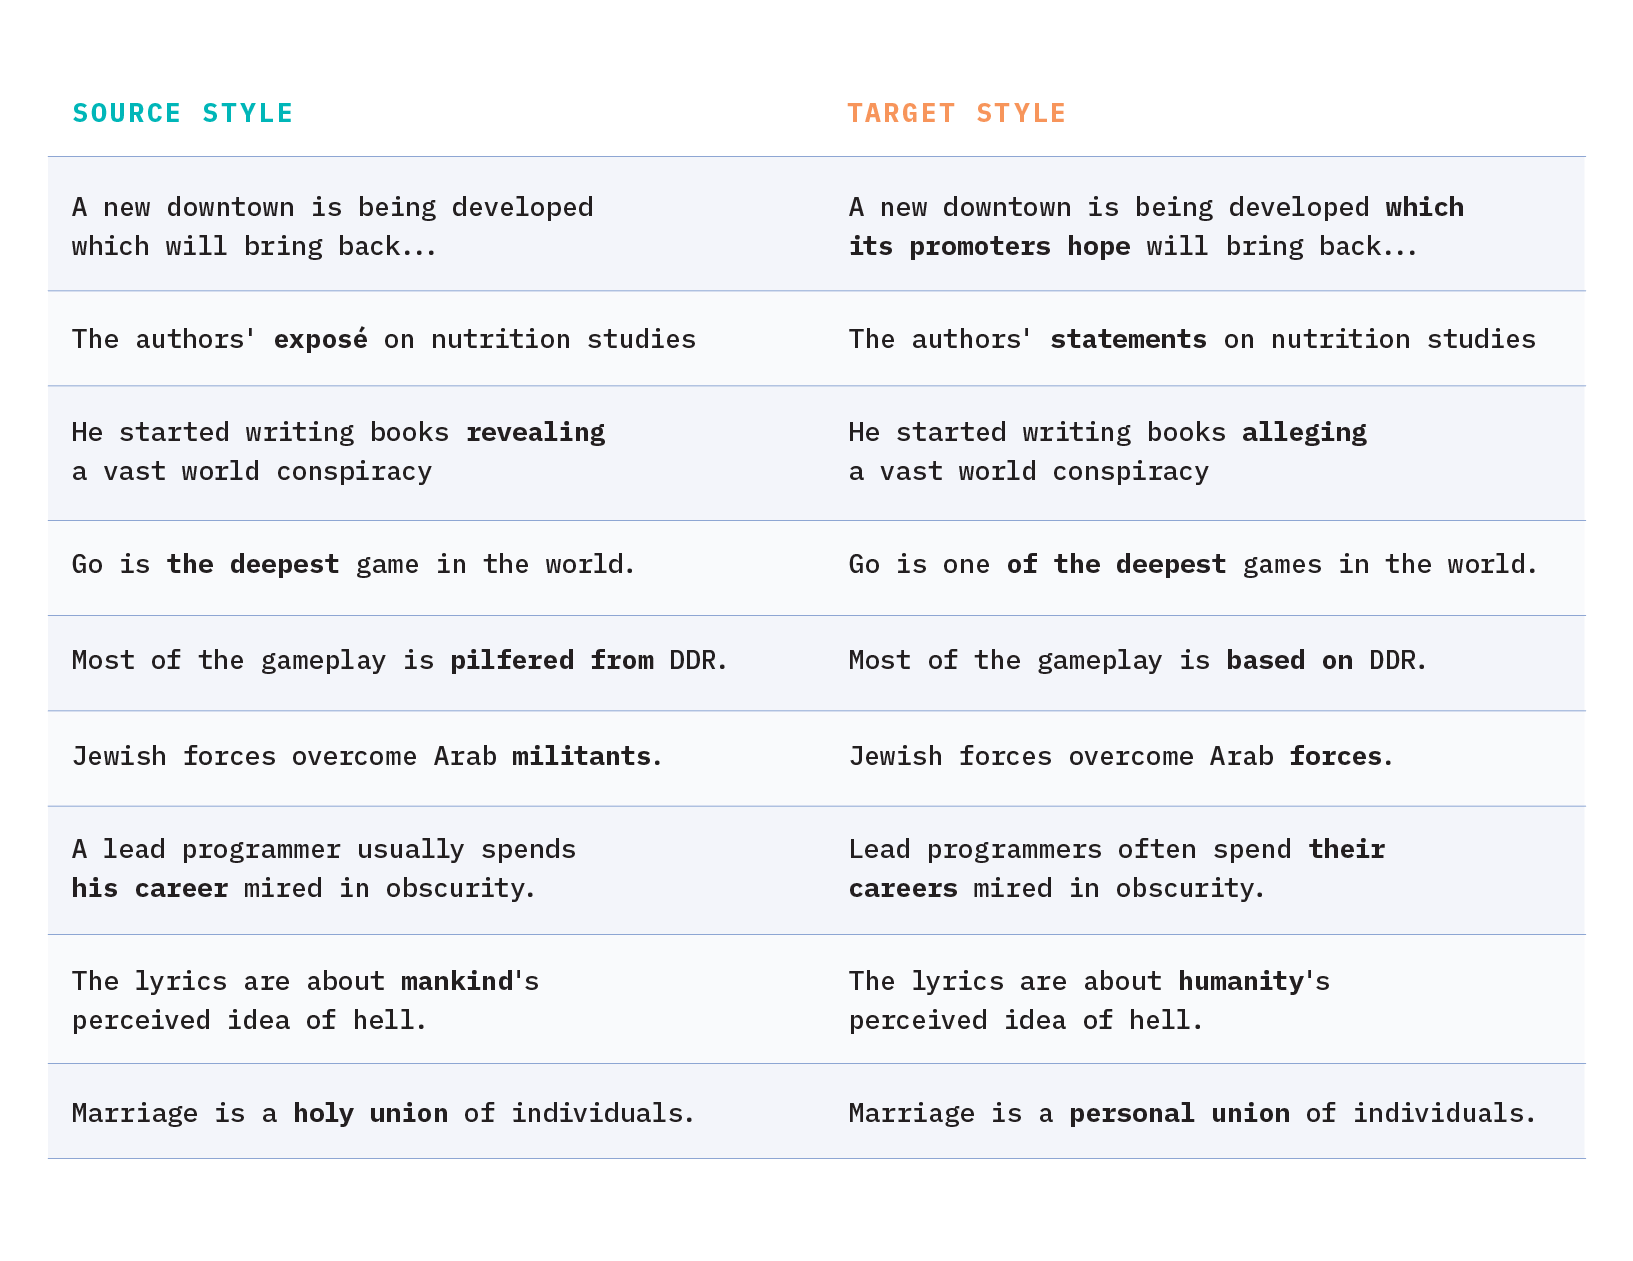 SOURCE STYLE
TARGET STYLE
A new downtown is being developed
which will bring back...
A new downtown is being developed which
its promoters hope will bring back...
The authors' exposé on nutrition studies
The authors' statements on nutrition studies
He started writing books revealing
a vast world conspiracy
He started writing books alleging
a vast world conspiracy
Go is the deepest game in the world.
Go is one of the deepest games in the world.
Most of the gameplay is pilfered from DDR.
Most of the gameplay is based on DDR.
Jewish forces overcome Arab militants.
Jewish forces overcome Arab forces.
A lead programmer usually spends
his career mired in obscurity.
Lead programmers often spend their
careers mired in obscurity.
The lyrics are about mankind's
perceived idea of hell.
The lyrics are about humanity's
perceived idea of hell.
Marriage is a holy union of individuals.
Marriage is a personal union of individuals.